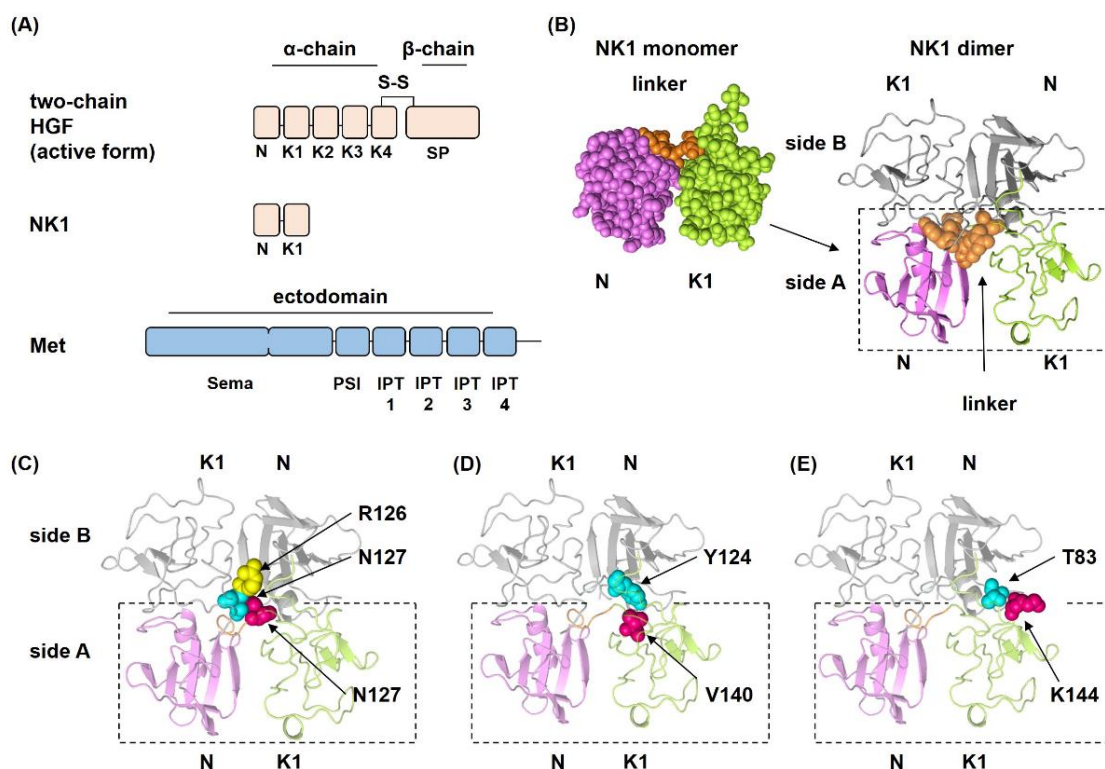 (A)
α-chain
β-chain
S-S
two-chain
HGF
(active form)
N K1 K2 K3 K4 SP
NK1
N K1
ectodomain
Met
Sema PSI IPT IPT IPT IPT
1 2 3 4
(B)
NK1 monomer
NK1 dimer
linker
K1 N
side B
side A
N K1
N K1
linker
(C)
K1 N
side B
R126
N127
side A
N127
N K1
(D)
K1 N
Y124
V140
N K1
(E)
K1 N
T83
K144
N K1